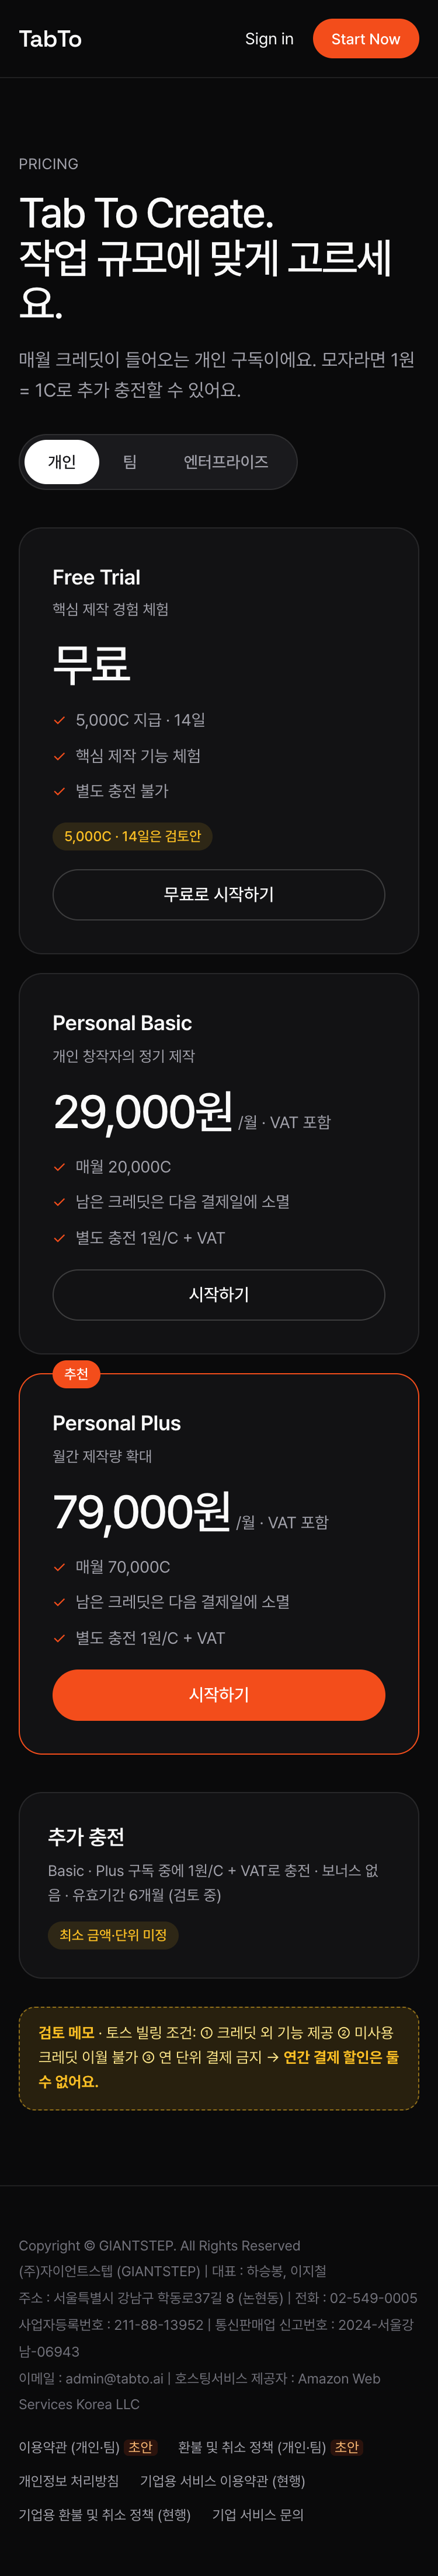 TabTo
Sign in
Start Now
PRICING
Tab To Create.
작업 규모에 맞게 고르세
요.
매월 크레딧이 들어오는 개인 구독이에요. 모자라면 1원
= 1C로 추가 충전할 수 있어요.
개인
팀
엔터프라이즈
Free Trial
핵심 제작 경험 체험
무료
5,000C 지급 · 14일
핵심 제작 기능 체험
별도 충전 불가
5,000C · 14일은 검토안
무료로 시작하기
Personal Basic
개인 창작자의 정기 제작
29,000원 /월 · VAT 포함
매월 20,000C
남은 크레딧은 다음 결제일에 소멸
별도 충전 1원/C + VAT
시작하기
추천
Personal Plus
월간 제작량 확대
79,000원 /월 · VAT 포함
매월 70,000C
남은 크레딧은 다음 결제일에 소멸
별도 충전 1원/C + VAT
시작하기
추가 충전
Basic · Plus 구독 중에 1원/C + VAT로 충전 · 보너스 없
음 · 유효기간 6개월 (검토 중)
최소 금액·단위 미정
검토 메모 · 토스 빌링 조건: ① 크레딧 외 기능 제공 ② 미사용
크레딧 이월 불가 ③ 연 단위 결제 금지 → 연간 결제 할인은 둘
수 없어요.
Copyright © GIANTSTEP. All Rights Reserved
(주)자이언트스텝 (GIANTSTEP) | 대표 : 하승봉, 이지철
주소 : 서울특별시 강남구 학동로37길 8 (논현동) | 전화 : 02-549-0005
사업자등록번호 : 211-88-13952 | 통신판매업 신고번호 : 2024-서울강
남-06943
이메일 : admin@tabto.ai | 호스팅서비스 제공자 : Amazon Web
Services Korea LLC
이용약관 (개인·팀) 초안 환불 및 취소 정책 (개인·팀) 초안
개인정보 처리방침 기업용 서비스 이용약관 (현행)
기업용 환불 및 취소 정책 (현행) 기업 서비스 문의